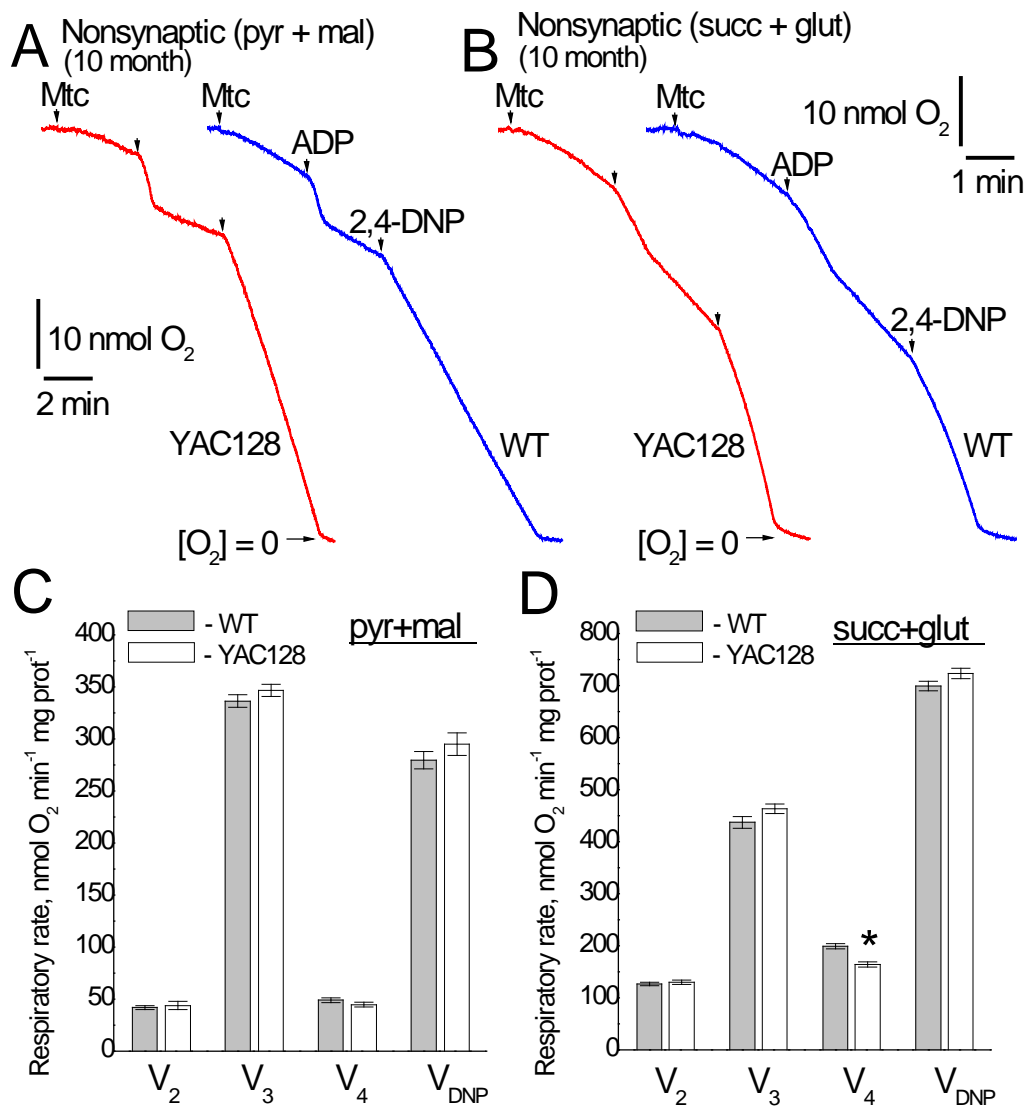 A Nonsynaptic (pyr + mal)
(10 month)
Mtc
Mtc
ADP
2,4-DNP
10 nmol O2
2 min
YAC128
WT
[O2] = 0
B Nonsynaptic (succ + glut)
(10 month)
Mtc
Mtc
10 nmol O2
1 min
ADP
2,4-DNP
YAC128
WT
[O2] = 0
C
- WT
- YAC128
pyr+mal
Respiratory rate, nmol O2 min-1 mg prot-1
400
350
300
250
200
150
100
50
0
V2 V3 V4 VDNP
D
- WT
- YAC128
succ+glut
Respiratory rate, nmol O2 min-1 mg prot-1
800
700
600
500
400
300
200
100
0
*
V2 V3 V4 VDNP